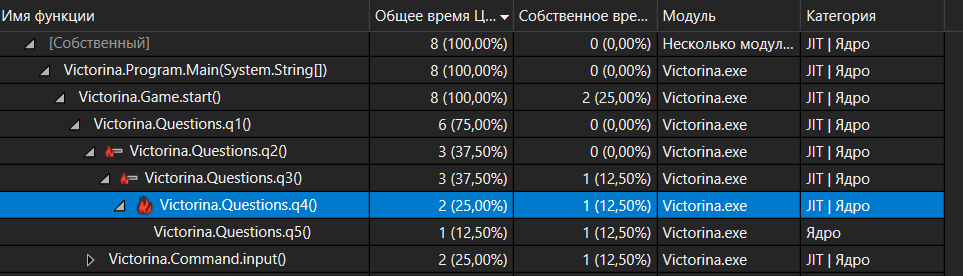 Имя функции Общее время Ц... Собственное вре... Модуль Категория
[Собственный] 8 (100,00%) 0 (0,00%) Несколько модул... JIT | Ядро
Victorina.Program.Main(System.String[]) 8 (100,00%) 0 (0,00%) Victorina.exe JIT | Ядро
Victorina.Game.start() 8 (100,00%) 2 (25,00%) Victorina.exe JIT | Ядро
Victorina.Questions.q1() 6 (75,00%) 0 (0,00%) Victorina.exe JIT | Ядро
Victorina.Questions.q2() 3 (37,50%) 0 (0,00%) Victorina.exe JIT | Ядро
Victorina.Questions.q3() 3 (37,50%) 1 (12,50%) Victorina.exe JIT | Ядро
Victorina.Questions.q4() 2 (25,00%) 1 (12,50%) Victorina.exe JIT | Ядро
Victorina.Questions.q5() 1 (12,50%) 1 (12,50%) Victorina.exe Ядро
Victorina.Command.input() 2 (25,00%) 0 (0,00%) Victorina.exe JIT | Ядро